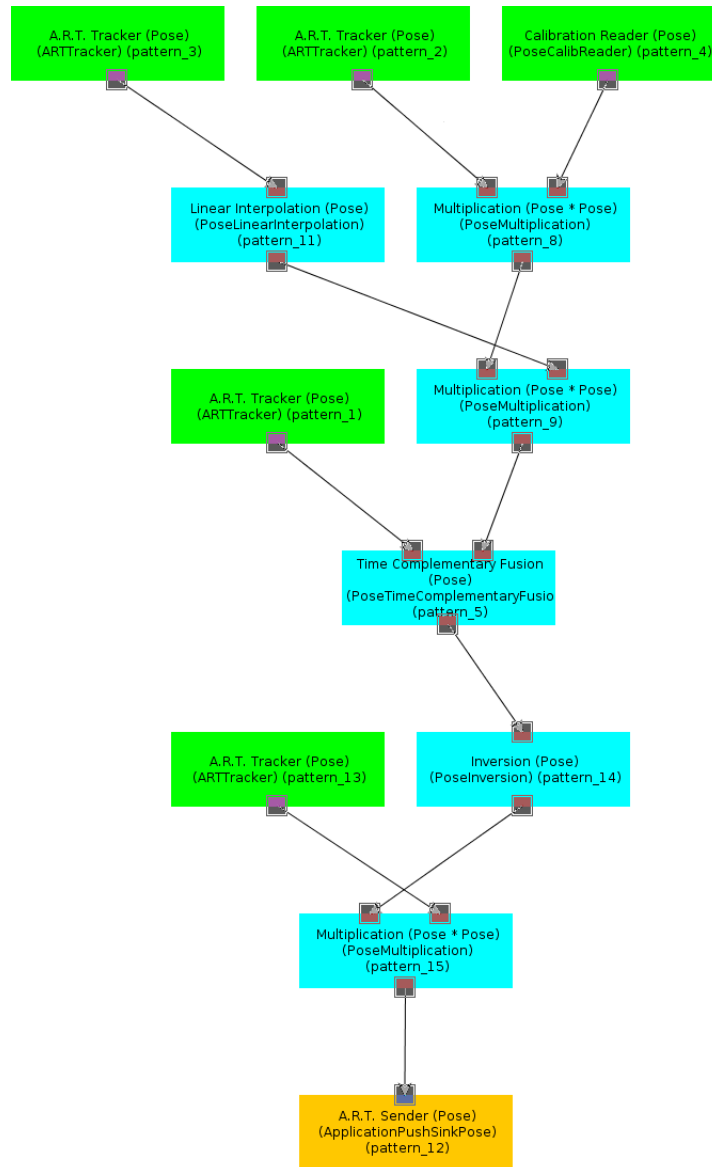 A.R.T. Tracker (Pose)
(ARTTracker) (pattern_3)
A.R.T. Tracker (Pose)
(ARTTracker) (pattern_2)
Calibration Reader (Pose)
(PoseCalibReader) (pattern_4)
Linear Interpolation (Pose)
(PoseLinearInterpolation)
(pattern_11)
Multiplication (Pose * Pose)
(PoseMultiplication)
(pattern_8)
A.R.T. Tracker (Pose)
(ARTTracker) (pattern_1)
Multiplication (Pose * Pose)
(PoseMultiplication)
(pattern_9)
Time Complementary Fusion
(Pose)
(PoseTimeComplementaryFusio
(pattern_5)
A.R.T. Tracker (Pose)
(ARTTracker) (pattern_13)
Inversion (Pose)
(PoseInversion) (pattern_14)
Multiplication (Pose * Pose)
(PoseMultiplication)
(pattern_15)
A.R.T. Sender (Pose)
(ApplicationPushSinkPose)
(pattern_12)